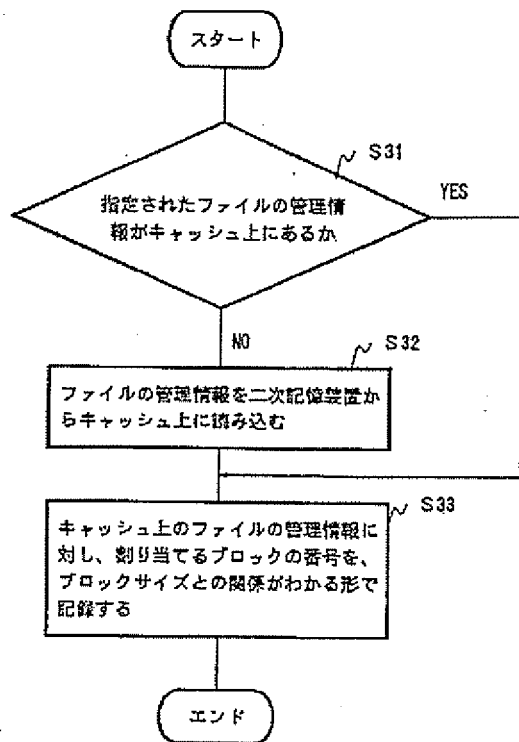 スタート
S31
指定されたファイルの管理情
報がキャッシュ上にあるか
YES
NO
S32
ファイルの管理情報を二次記憶装置か
らキャッシュ上に読み込む
S33
キャッシュ上のファイルの管理情報に
対し、割り当てるブロックの番号を、
ブロックサイズとの関係がわかる形で
記録する
エンド